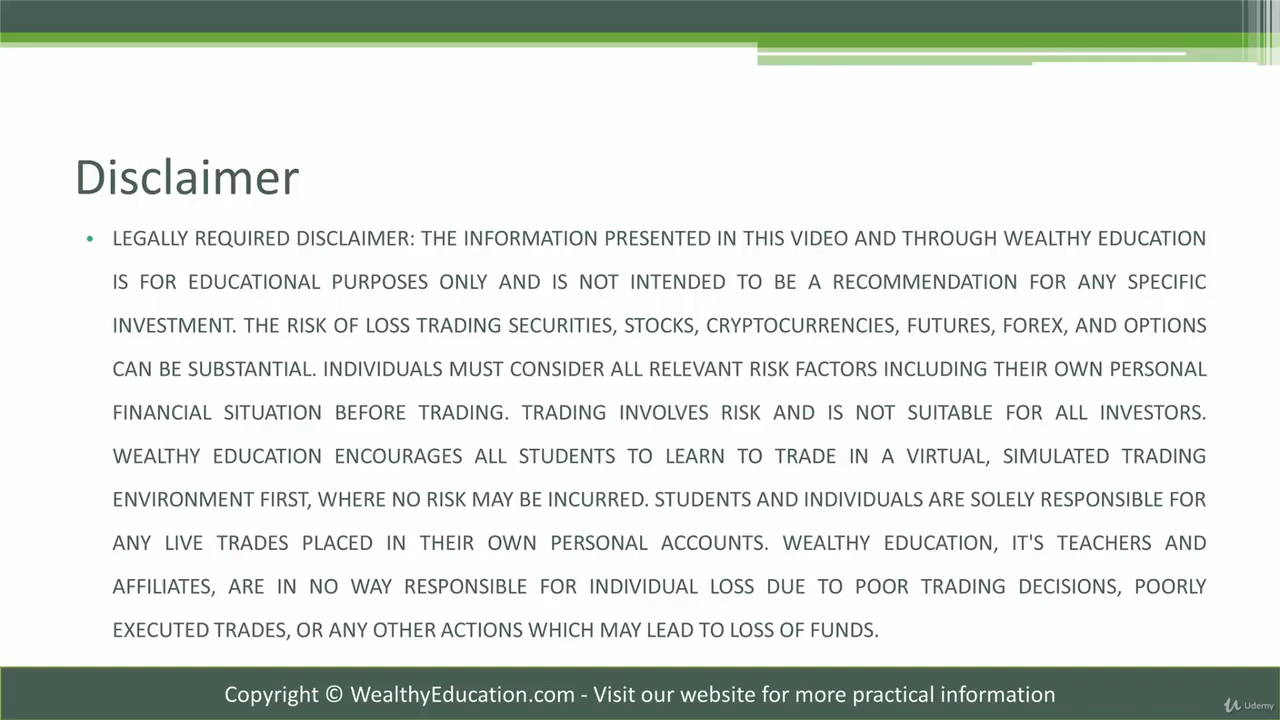 Disclaimer
• LEGALLY REQUIRED DISCLAIMER: THE INFORMATION PRESENTED IN THIS VIDEO AND THROUGH WEALTHY EDUCATION
IS FOR EDUCATIONAL PURPOSES ONLY AND IS NOT INTENDED TO BE A RECOMMENDATION FOR ANY SPECIFIC
INVESTMENT. THE RISK OF LOSS TRADING SECURITIES, STOCKS, CRYPTOCURRENCIES, FUTURES, FOREX, AND OPTIONS
CAN BE SUBSTANTIAL. INDIVIDUALS MUST CONSIDER ALL RELEVANT RISK FACTORS INCLUDING THEIR OWN PERSONAL
FINANCIAL SITUATION BEFORE TRADING. TRADING INVOLVES RISK AND IS NOT SUITABLE FOR ALL INVESTORS.
WEALTHY EDUCATION ENCOURAGES ALL STUDENTS TO LEARN TO TRADE IN A VIRTUAL, SIMULATED TRADING
ENVIRONMENT FIRST, WHERE NO RISK MAY BE INCURRED. STUDENTS AND INDIVIDUALS ARE SOLELY RESPONSIBLE FOR
ANY LIVE TRADES PLACED IN THEIR OWN PERSONAL ACCOUNTS. WEALTHY EDUCATION, IT'S TEACHERS AND
AFFILIATES, ARE IN NO WAY RESPONSIBLE FOR INDIVIDUAL LOSS DUE TO POOR TRADING DECISIONS, POORLY
EXECUTED TRADES, OR ANY OTHER ACTIONS WHICH MAY LEAD TO LOSS OF FUNDS.
Copyright © WealthyEducation.com - Visit our website for more practical information
Udemy